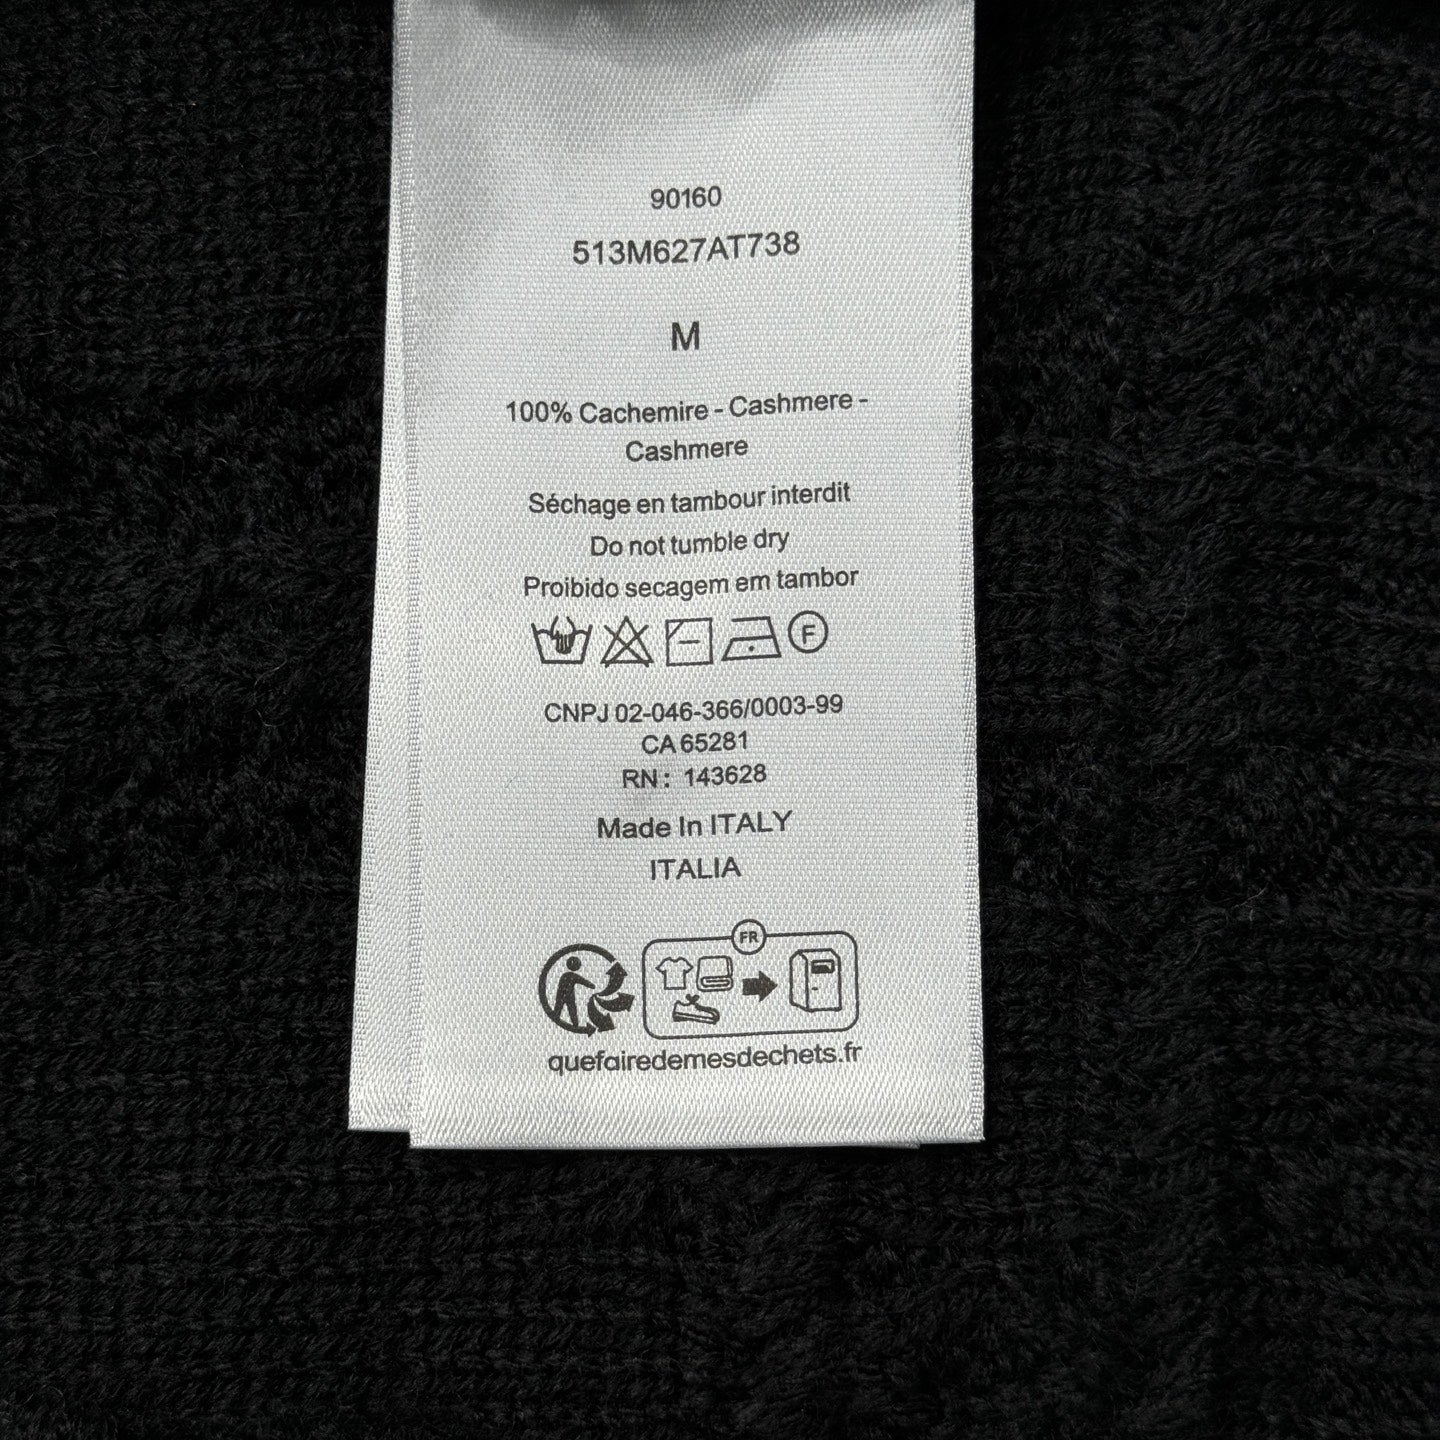 90160
513M627AT738
M
100% Cachemire - Cashmere -
Cashmere
Séchage en tambour interdit
Do not tumble dry
Proibido secagem em tambor
F
CNPJ 02-046-366/0003-99
CA 65281
RN: 143628
Made In ITALY
ITALIA
FR
quefairedemesdechets.fr